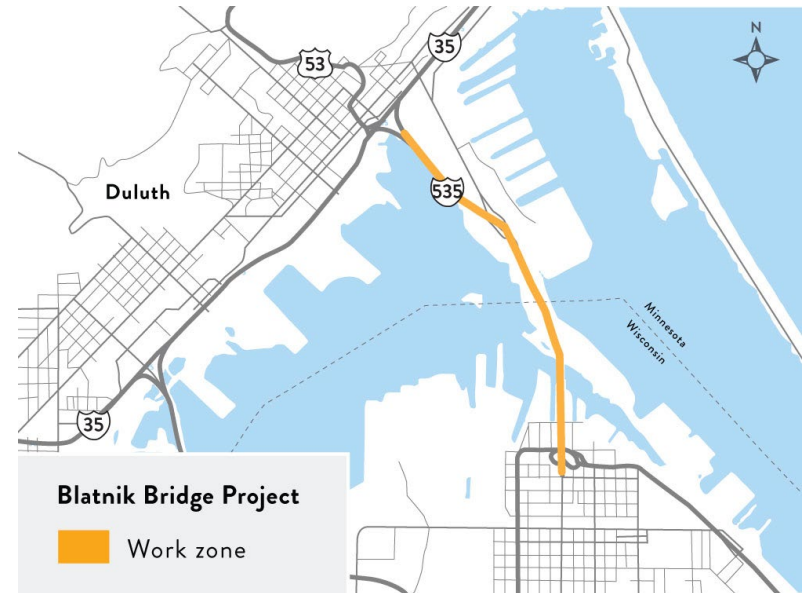 N
35
53
Duluth
535
Minnesota
Wisconsin
35
Blatnik Bridge Project
Work zone